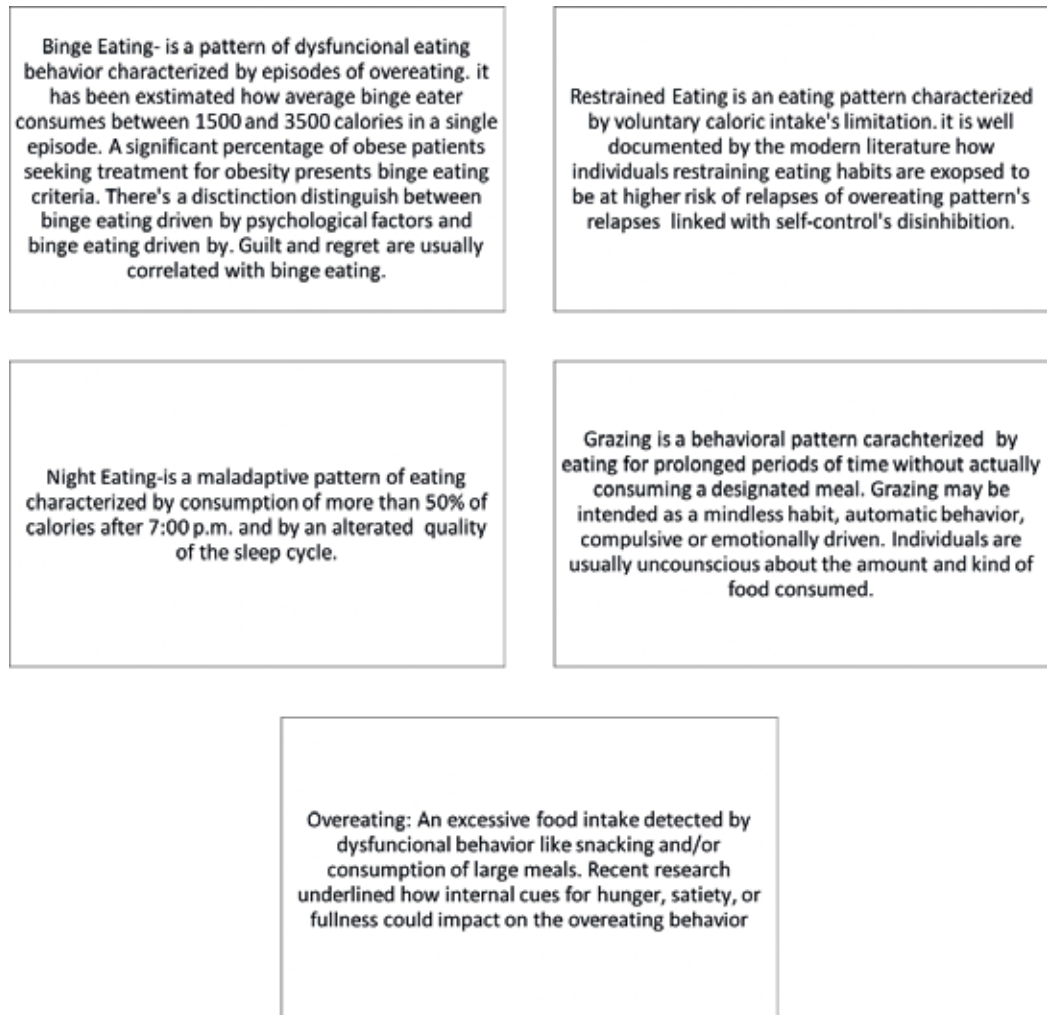 Binge Eating- is a pattern of dysfuncional eating
behavior characterized by episodes of overeating. it
has been exstimated how average binge eater
consumes between 1500 and 3500 calories in a single
episode. A significant percentage of obese patients
seeking treatment for obesity presents binge eating
criteria. There's a disctinction distinguish between
binge eating driven by psychological factors and
binge eating driven by. Guilt and regret are usually
correlated with binge eating.
Restrained Eating is an eating pattern characterized
by voluntary caloric intake's limitation. it is well
documented by the modern literature how
individuals restraining eating habits are exopsed to
be at higher risk of relapses of overeating pattern's
relapses linked with self-control's disinhibition.
Night Eating-is a maladaptive pattern of eating
characterized by consumption of more than 50% of
calories after 7:00 p.m. and by an alterated quality
of the sleep cycle.
Grazing is a behavioral pattern carachterized by
eating for prolonged periods of time without actually
consuming a designated meal. Grazing may be
intended as a mindless habit, automatic behavior,
compulsive or emotionally driven. Individuals are
usually uncounscious about the amount and kind of
food consumed.
Overeating: An excessive food intake detected by
dysfuncional behavior like snacking and/or
consumption of large meals. Recent research
underlined how internal cues for hunger, satiety, or
fullness could impact on the overeating behavior